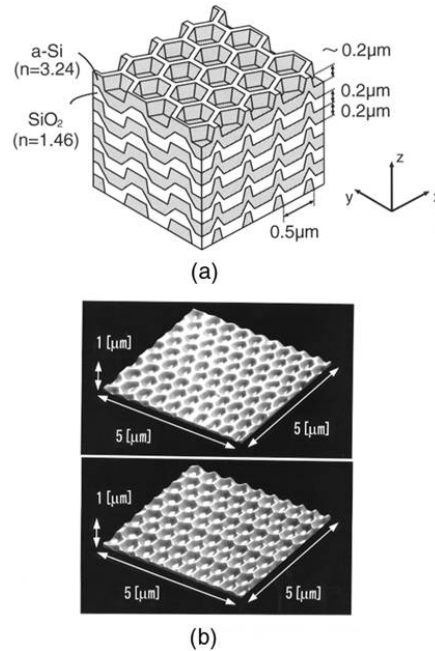 a-Si
(n=3.24)
SiO₂
(n=1.46)
~0.2μm
0.2μm
0.2μm
0.5μm
z
y
(a)
1 [μm]
5 [μm]
5 [μm]
1 [μm]
5 [μm]
5 [μm]
(b)